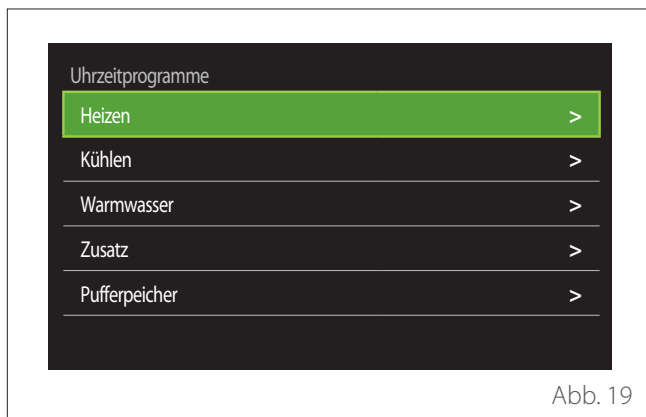 Uhrzeitprogramme
Heizen >
Kühlen >
Warmwasser >
Zusatz >
Pufferpeicher >
Abb. 19